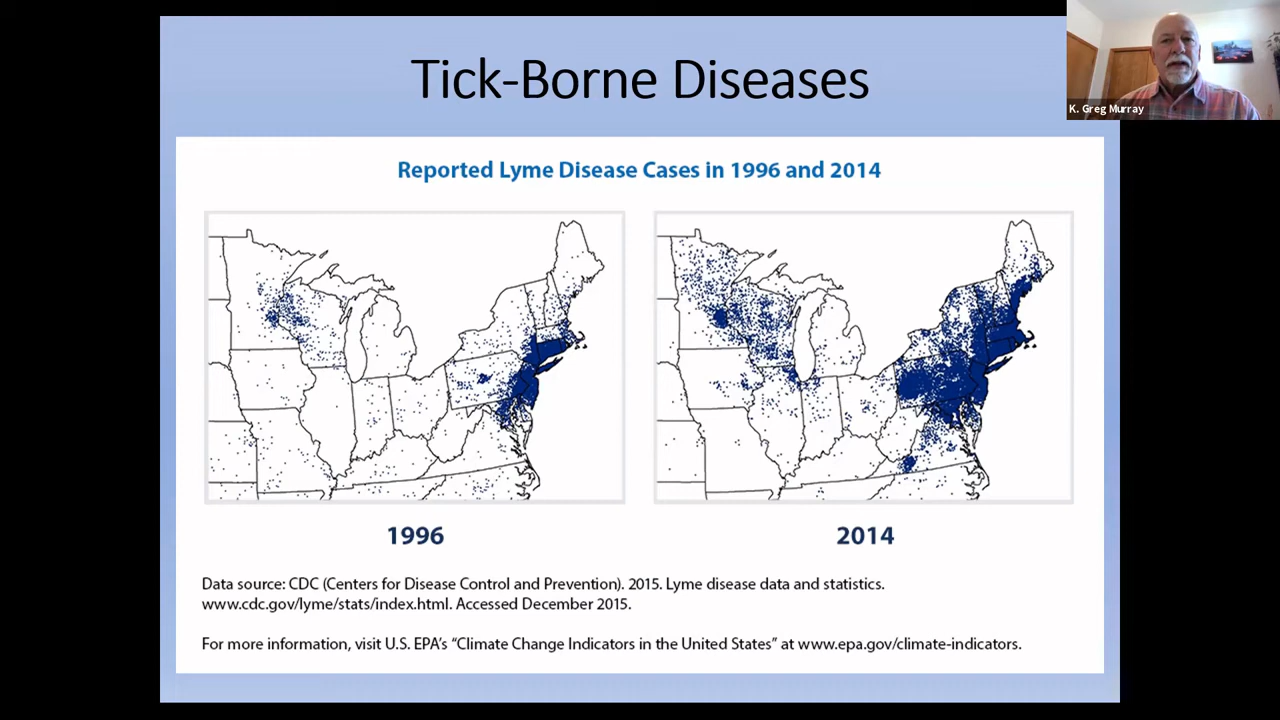 Tick-Borne Diseases
K. Greg Murray
Reported Lyme Disease Cases in 1996 and 2014
1996
2014
Data source: CDC (Centers for Disease Control and Prevention). 2015. Lyme disease data and statistics.
www.cdc.gov/lyme/stats/index.html. Accessed December 2015.
For more information, visit U.S. EPA’s “Climate Change Indicators in the United States” at www.epa.gov/climate-indicators.